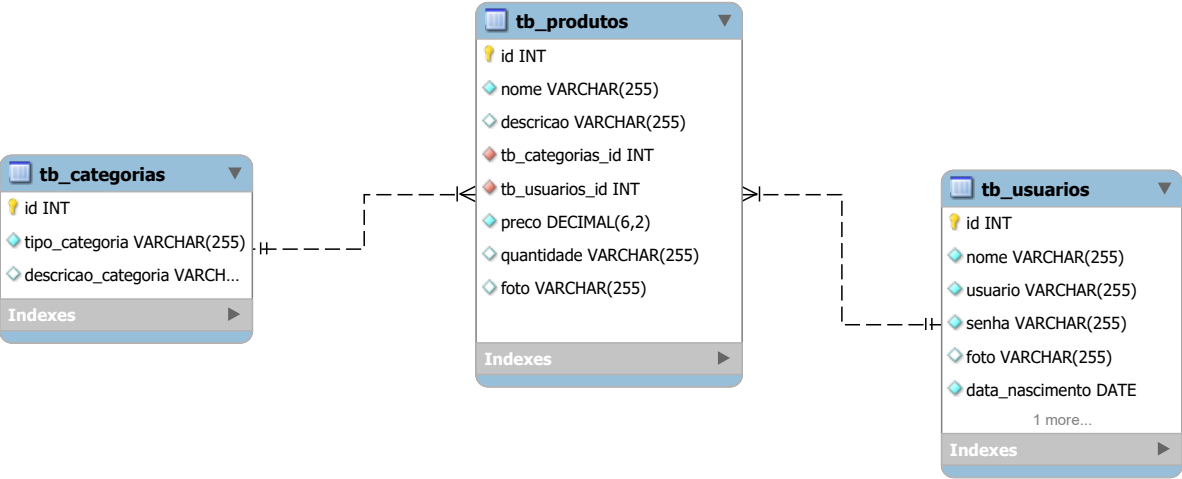 tb_categorias
id INT
tipo_categoria VARCHAR(255)
descricao_categoria VARCH...
Indexes
tb_produtos
id INT
nome VARCHAR(255)
descricao VARCHAR(255)
tb_categorias_id INT
tb_usuarios_id INT
preco DECIMAL(6,2)
quantidade VARCHAR(255)
foto VARCHAR(255)
Indexes
tb_usuarios
id INT
nome VARCHAR(255)
usuario VARCHAR(255)
senha VARCHAR(255)
foto VARCHAR(255)
data_nascimento DATE
1 more...
Indexes